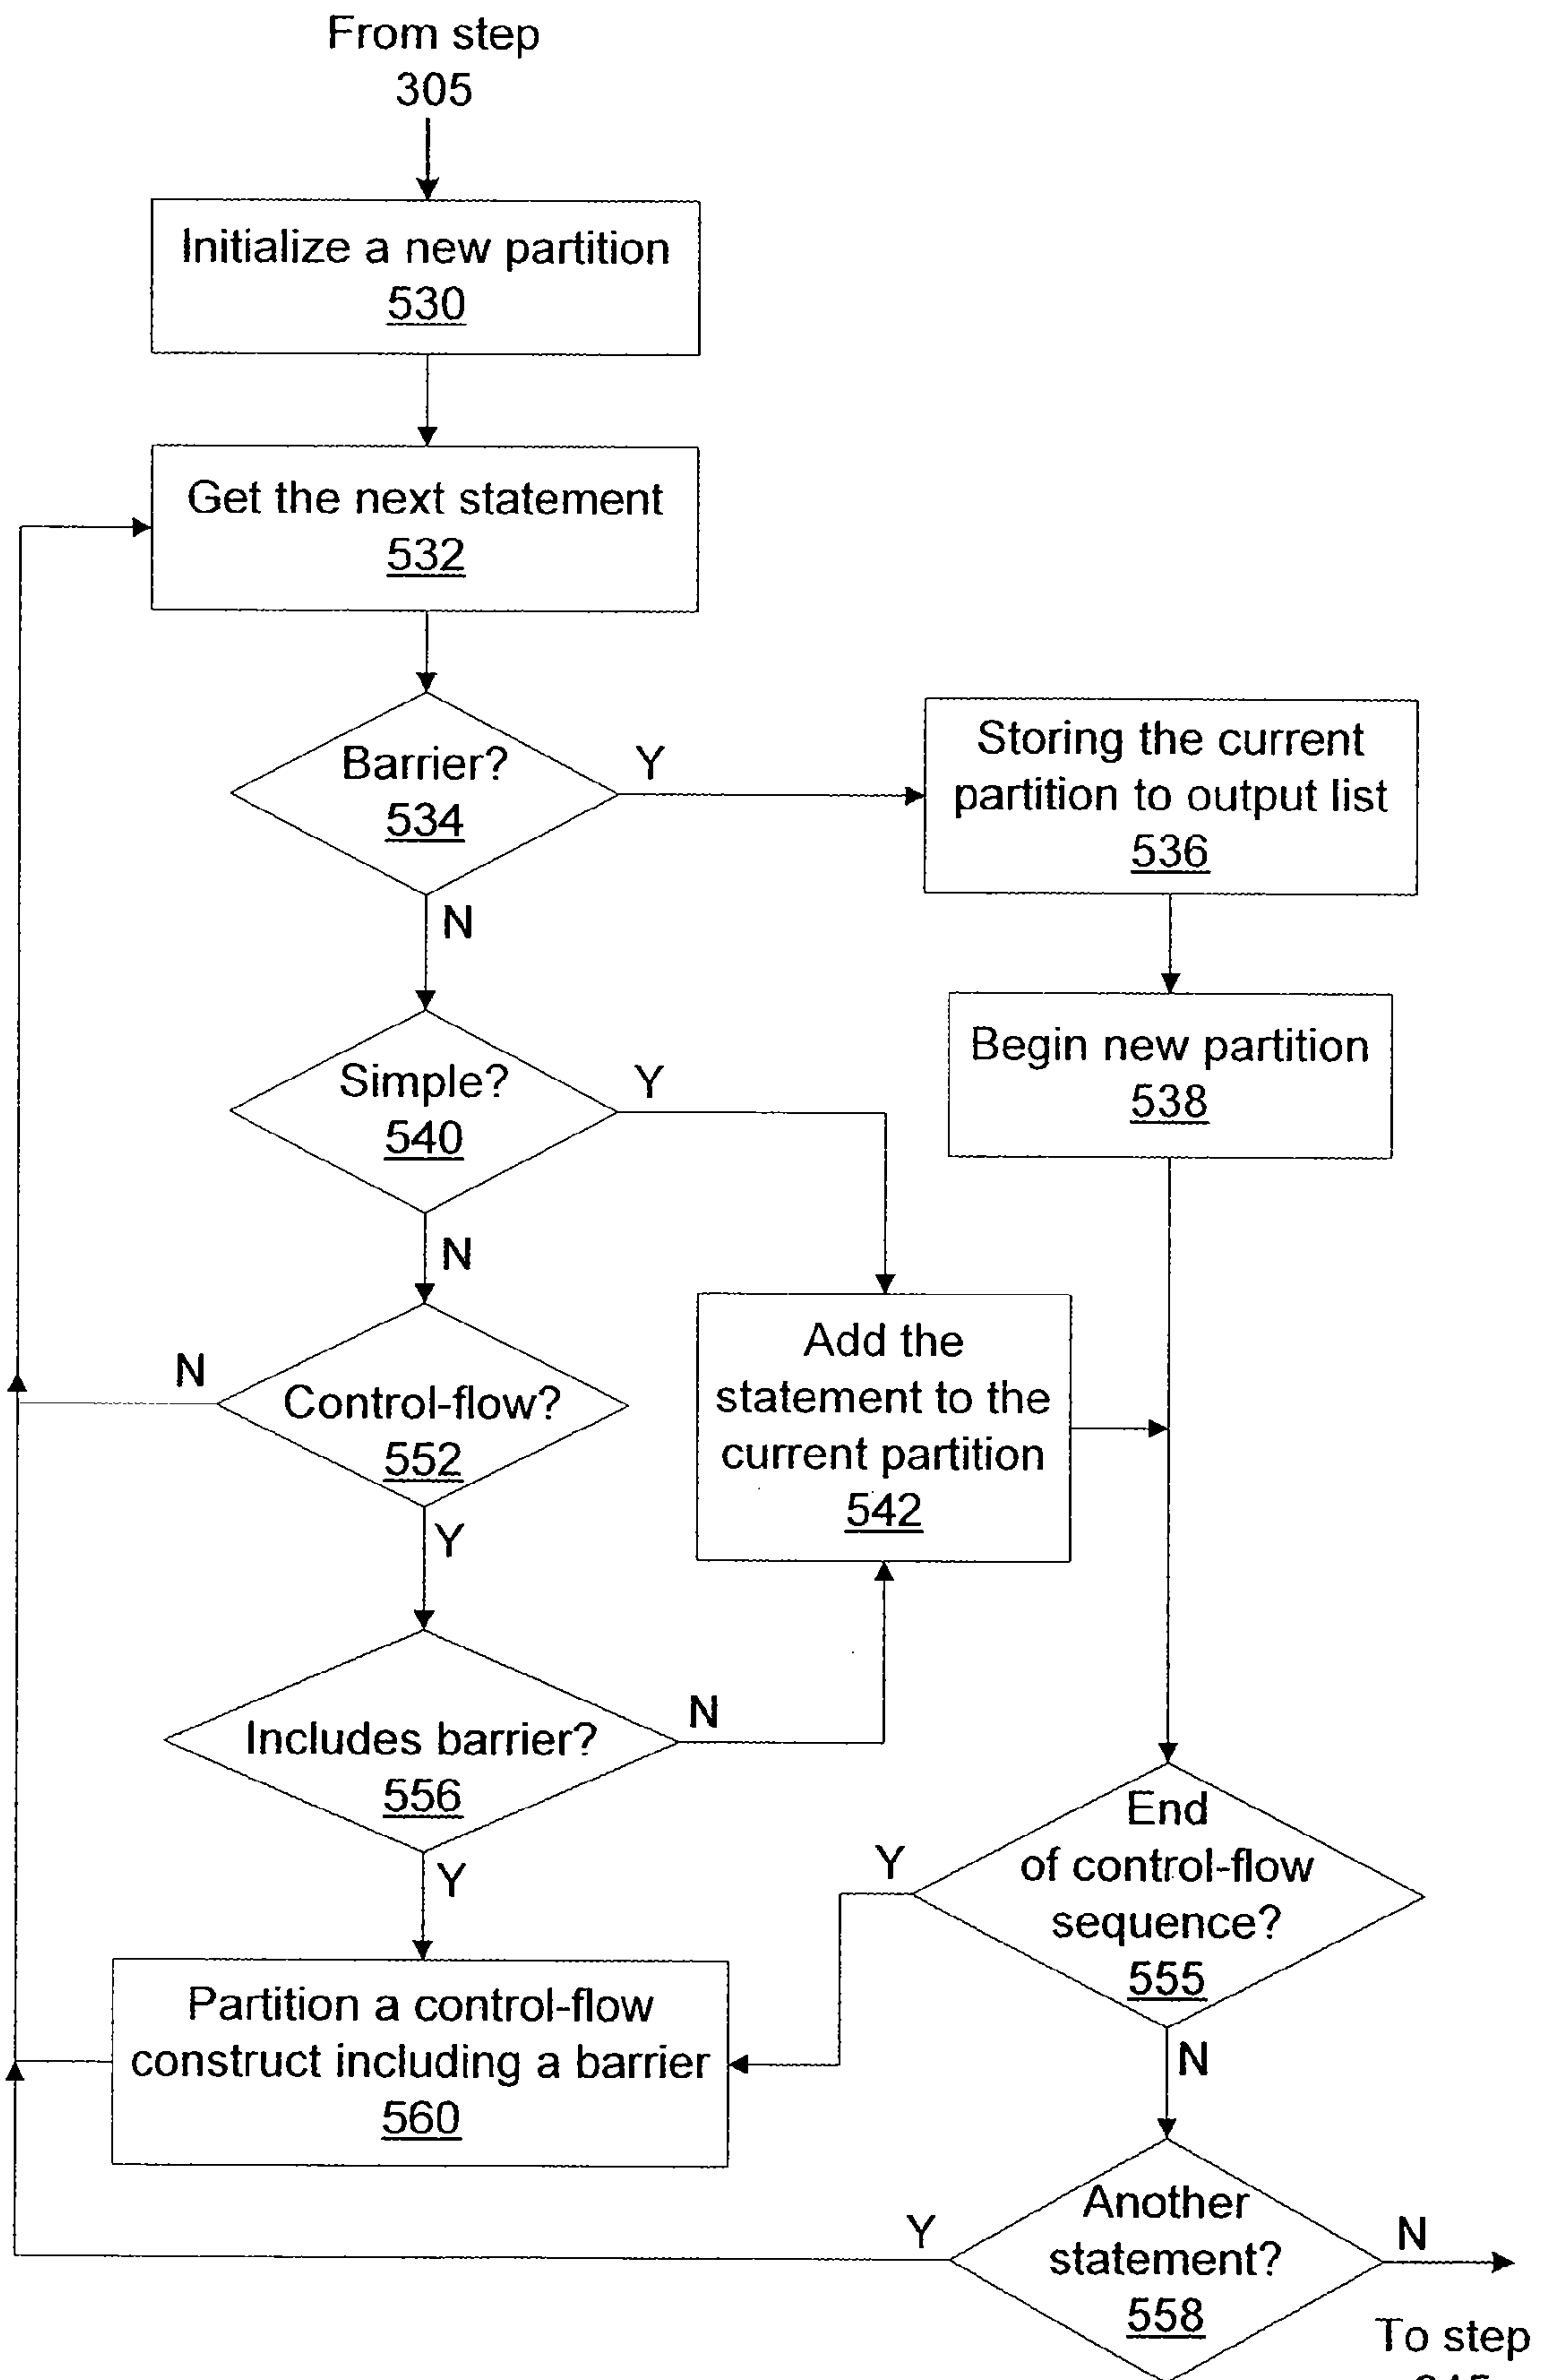 From step
305
Initialize a new partition
530
Get the next statement
532
Barrier?
534
Y
N
Storing the current
partition to output list
536
Begin new partition
538
Simple?
540
Y
N
Control-flow?
552
N
Y
Add the
statement to the
current partition
542
Includes barrier?
556
N
Y
Partition a control-flow
construct including a barrier
560
End
of control-flow
sequence?
555
Y
N
Another
statement?
558
Y
N
To step